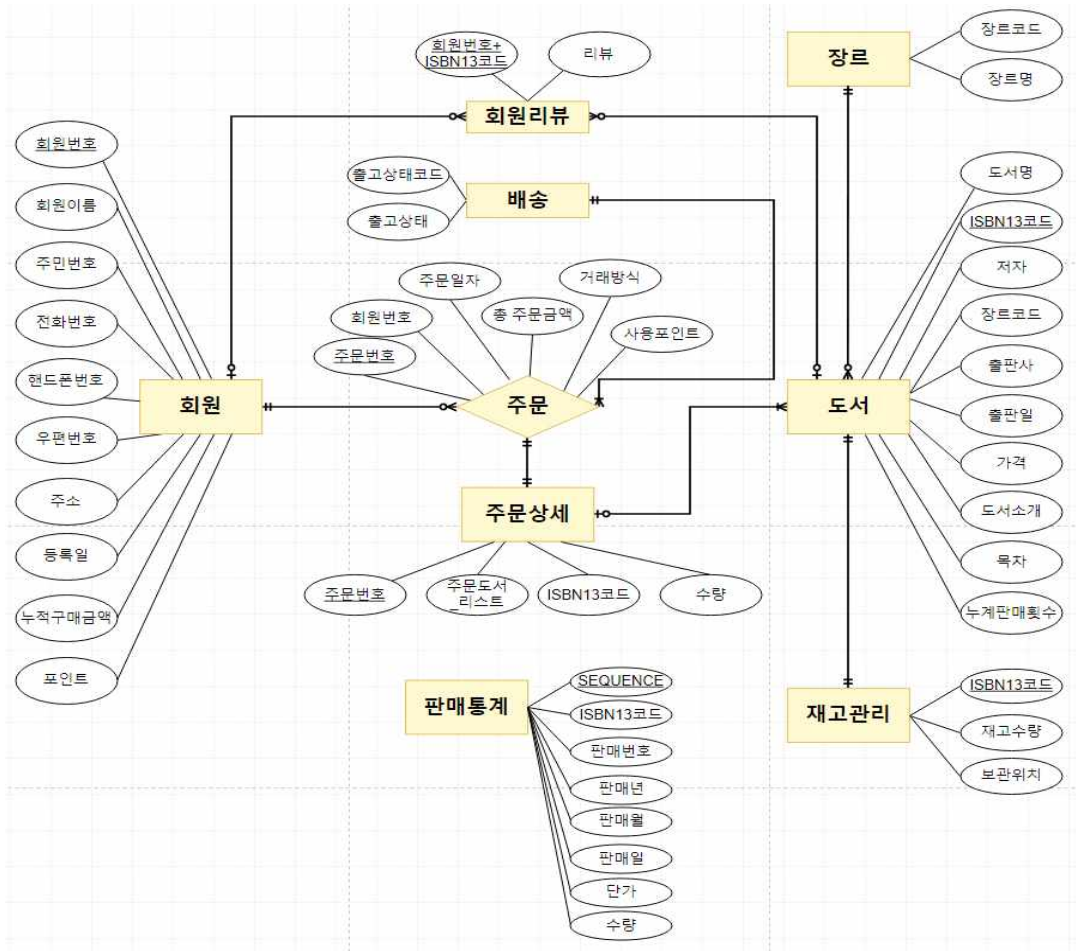 회원번호+
ISBN13코드
리뷰
회원리뷰
장르
장르코드
장르명
회원번호
회원이름
주민번호
전화번호
핸드폰번호
우편번호
주소
등록일
누적구매금액
포인트
회원
출고상태코드
출고상태
배송
주문일자
거래방식
회원번호
총 주문금액
사용포인트
주문번호
주문
주문상세
주문번호
주문도서
_리스트
ISBN13코드
수량
도서명
ISBN13코드
저자
장르코드
출판사
출판일
가격
도서소개
목차
누계판매횟수
도서
판매통계
SEQUENCE
ISBN13코드
판매번호
판매년
판매월
판매일
단가
수량
재고관리
ISBN13코드
재고수량
보관위치